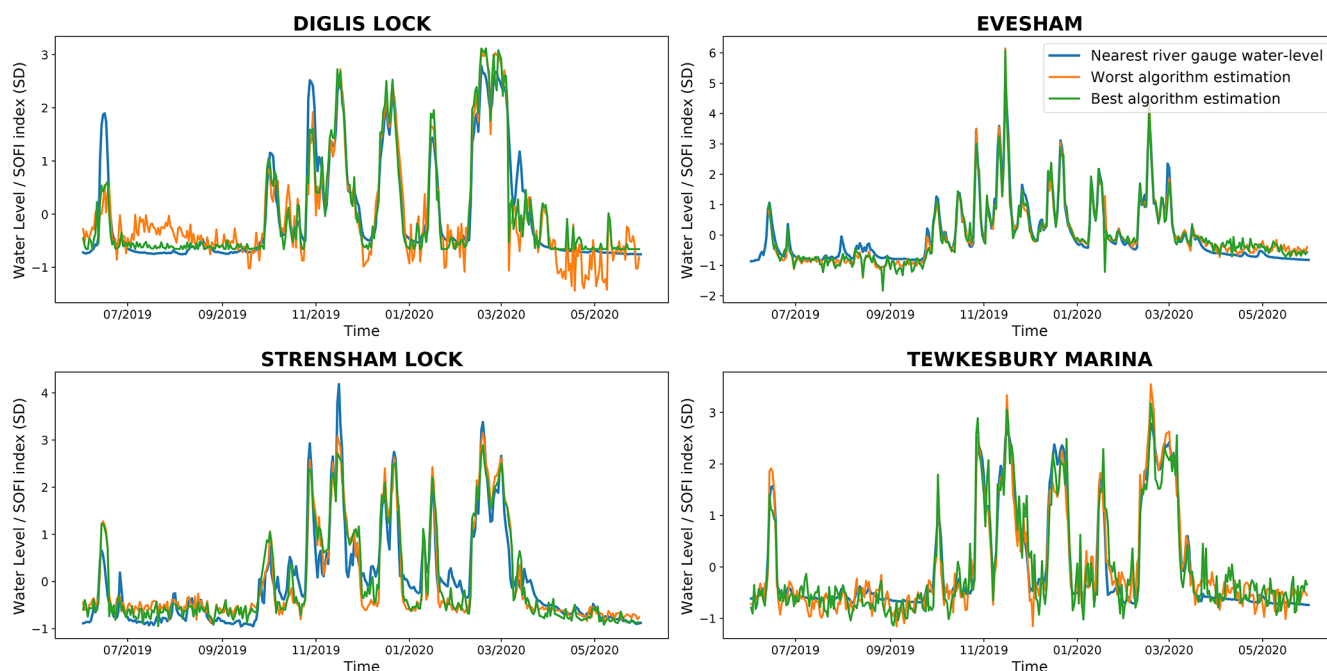 DIGLIS LOCK
Water Level / SOFI index (SD)
3
2
1
0
−1
07/2019 09/2019 11/2019 01/2020 03/2020 05/2020
Time
EVESHAM
Water Level / SOFI index (SD)
6
5
4
3
2
1
0
−1
−2
Nearest river gauge water-level
Worst algorithm estimation
Best algorithm estimation
07/2019 09/2019 11/2019 01/2020 03/2020 05/2020
Time
STRENSHAM LOCK
Water Level / SOFI index (SD)
4
3
2
1
0
−1
07/2019 09/2019 11/2019 01/2020 03/2020 05/2020
Time
TEWKESBURY MARINA
Water Level / SOFI index (SD)
3
2
1
0
−1
07/2019 09/2019 11/2019 01/2020 03/2020 05/2020
Time